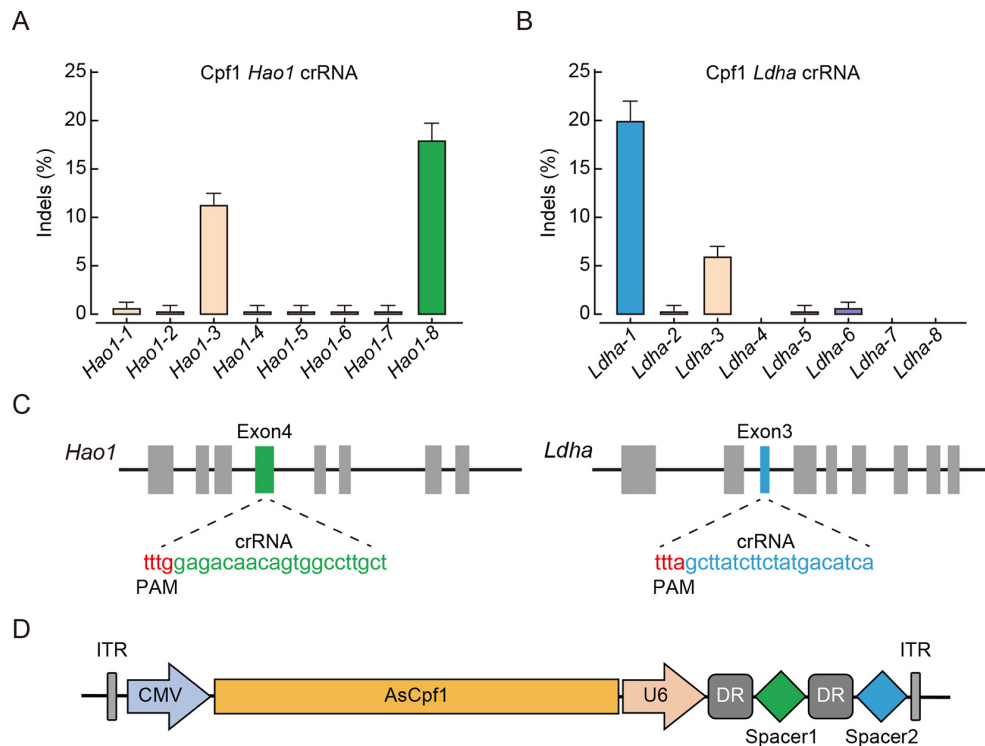 A
Cpf1 Hao1 crRNA
Indels (%)
25
20
15
10
5
0
Hao1-1
Hao1-2
Hao1-3
Hao1-4
Hao1-5
Hao1-6
Hao1-7
Hao1-8
B
Cpf1 Ldha crRNA
Indels (%)
25
20
15
10
5
0
Ldha-1
Ldha-2
Ldha-3
Ldha-4
Ldha-5
Ldha-6
Ldha-7
Ldha-8
C
Hao1
Exon4
crRNA
tttggagacaacagtggccttgct
PAM
Ldha
Exon3
crRNA
tttagcttatcttctatgacatca
PAM
D
ITR
CMV
AsCpf1
U6
DR
DR
ITR
Spacer1
Spacer2